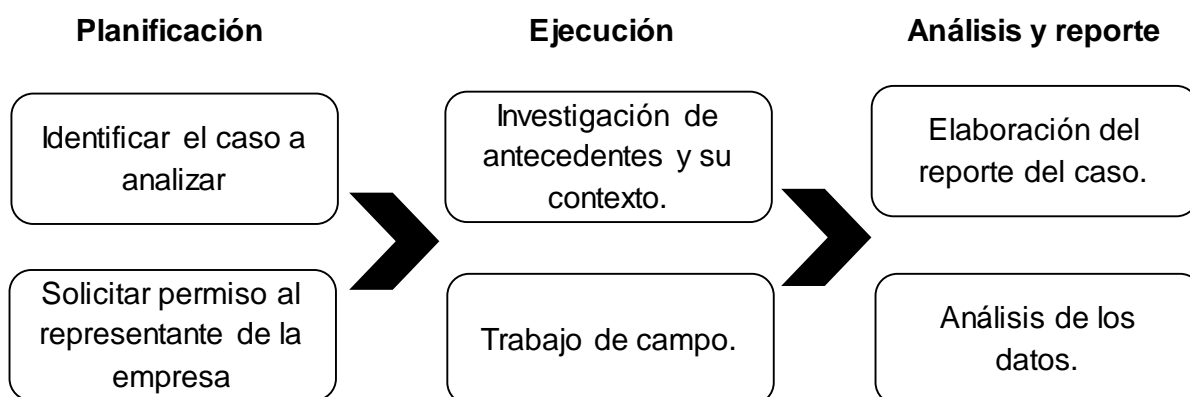 Planificación
Ejecución
Análisis y reporte
Identificar el caso a
analizar
Investigación de
antecedentes y su
contexto.
Elaboración del
reporte del caso.
Solicitar permiso al
representante de la
empresa
Trabajo de campo.
Análisis de los
datos.